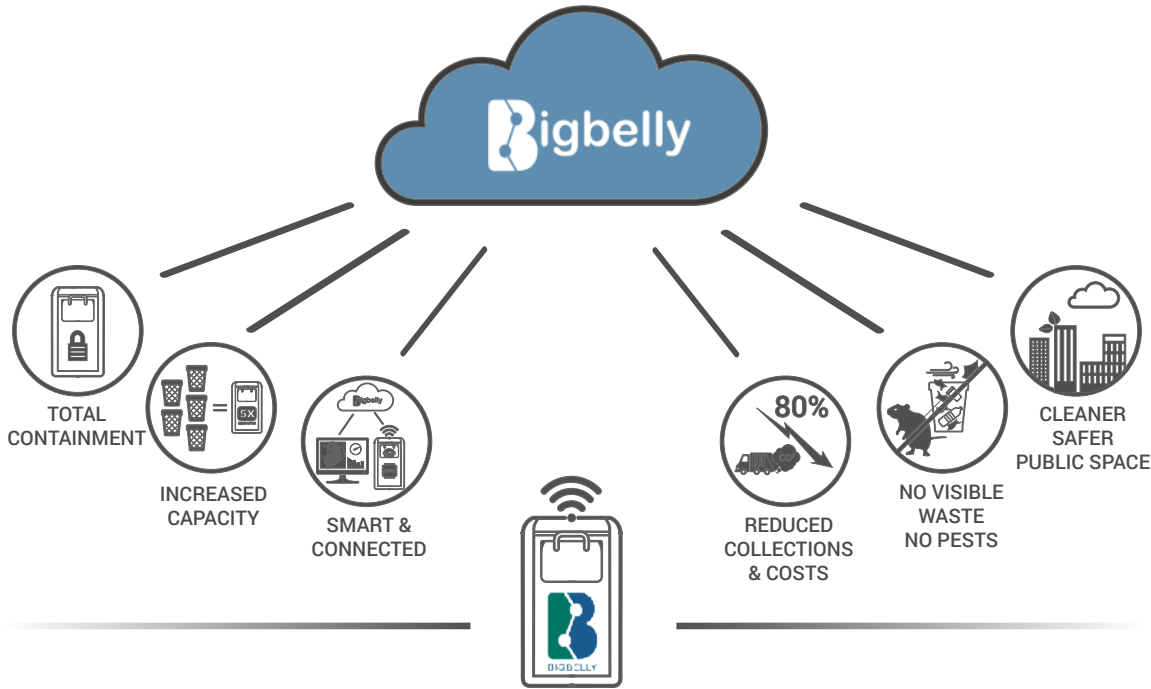 Bigbelly
TOTAL
CONTAINMENT
=
5X
INCREASED
CAPACITY
Bigbelly
SMART &
CONNECTED
80%
REDUCED
COLLECTIONS
& COSTS
NO VISIBLE
WASTE
NO PESTS
CLEANER
SAFER
PUBLIC SPACE
B
BIGBELLY